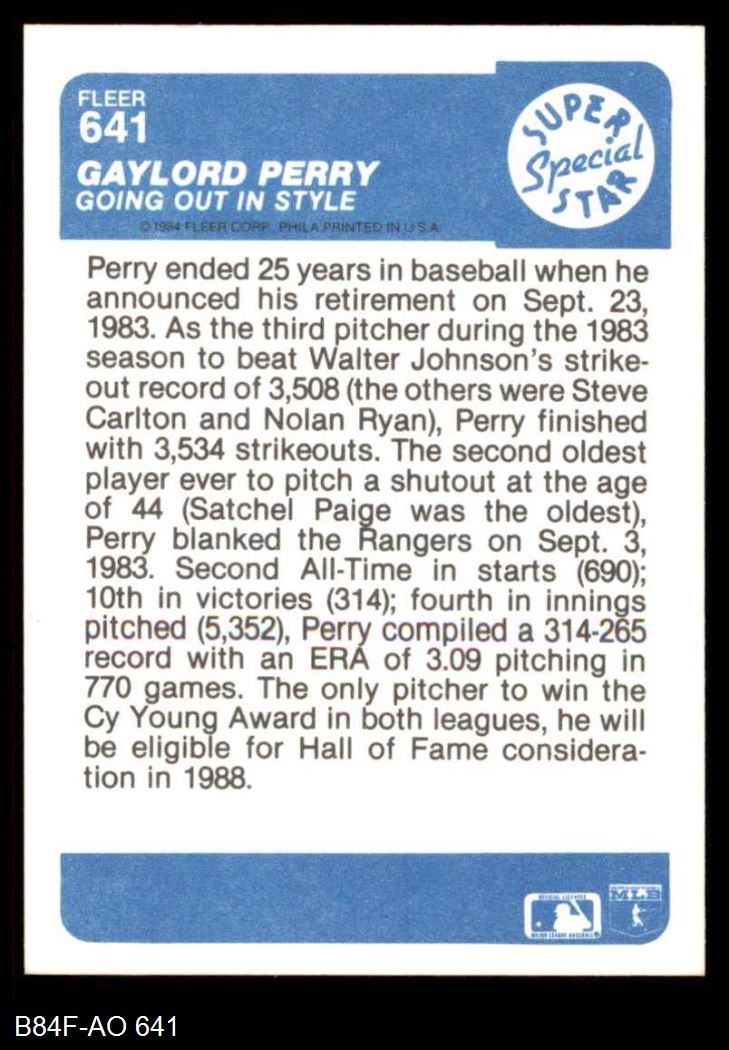 FLEER
641
GAYLORD PERRY
GOING OUT IN STYLE
© 1984 FLEER CORP. PHILA PRINTED IN U.S.A.
SUPER
Special
STAR
Perry ended 25 years in baseball when he
announced his retirement on Sept. 23,
1983. As the third pitcher during the 1983
season to beat Walter Johnson's strike-
out record of 3,508 (the others were Steve
Carlton and Nolan Ryan), Perry finished
with 3,534 strikeouts. The second oldest
player ever to pitch a shutout at the age
of 44 (Satchel Paige was the oldest),
Perry blanked the Rangers on Sept. 3,
1983. Second All-Time in starts (690);
10th in victories (314); fourth in innings
pitched (5,352), Perry compiled a 314-265
record with an ERA of 3.09 pitching in
770 games. The only pitcher to win the
Cy Young Award in both leagues, he will
be eligible for Hall of Fame considera-
tion in 1988.
OFFICIAL LICENSEE
MAJOR LEAGUE BASEBALL
MLB
B84F-AO 641